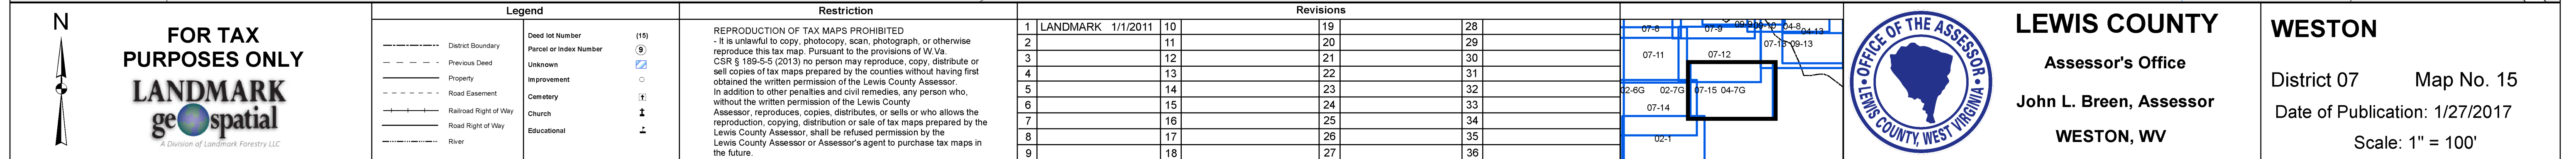 N
FOR TAX
PURPOSES ONLY
LANDMARK
geospatial
A Division of Landmark Forestry LLC
Legend
District Boundary
Previous Deed
Property
Road Easement
Railroad Right of Way
Road Right of Way
River
Deed lot Number (15)
Parcel or Index Number 9
Unknown
Improvement
Cemetery
Church
Educational
Restriction
REPRODUCTION OF TAX MAPS PROHIBITED
- It is unlawful to copy, photocopy, scan, photograph, or otherwise
reproduce this tax map. Pursuant to the provisions of W.Va.
CSR § 189-5-5 (2013) no person may reproduce, copy, distribute or
sell copies of tax maps prepared by the counties without having first
obtained the written permission of the Lewis County Assessor.
In addition to other penalties and civil remedies, any person who,
without the written permission of the Lewis County
Assessor, reproduces, copies, distributes, or sells or who allows the
reproduction, copying, distribution or sale of tax maps prepared by the
Lewis County Assessor, shall be refused permission by the
Lewis County Assessor or Assessor's agent to purchase tax maps in
the future.
Revisions
1 LANDMARK 1/1/2011 10 19 28
2 11 20 29
3 12 21 30
4 13 22 31
5 14 23 32
6 15 24 33
7 16 25 34
8 17 26 35
9 18 27 36
07-8 07-9 09-9 04-8 04-13
07-11 07-12 09-13
02-6G 02-7G 07-15 04-7G
07-14
02-1
OFFICE OF THE ASSESSOR
LEWIS COUNTY, WEST VIRGINIA
LEWIS COUNTY
Assessor's Office
John L. Breen, Assessor
WESTON, WV
WESTON
District 07 Map No. 15
Date of Publication: 1/27/2017
Scale: 1" = 100'